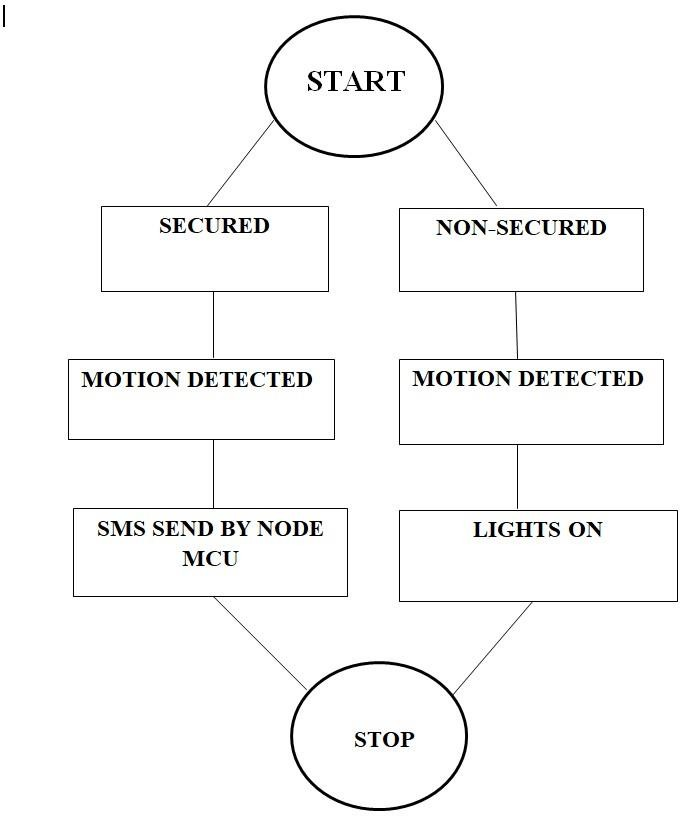 START
SECURED
NON-SECURED
MOTION DETECTED
MOTION DETECTED
SMS SEND BY NODE
MCU
LIGHTS ON
STOP